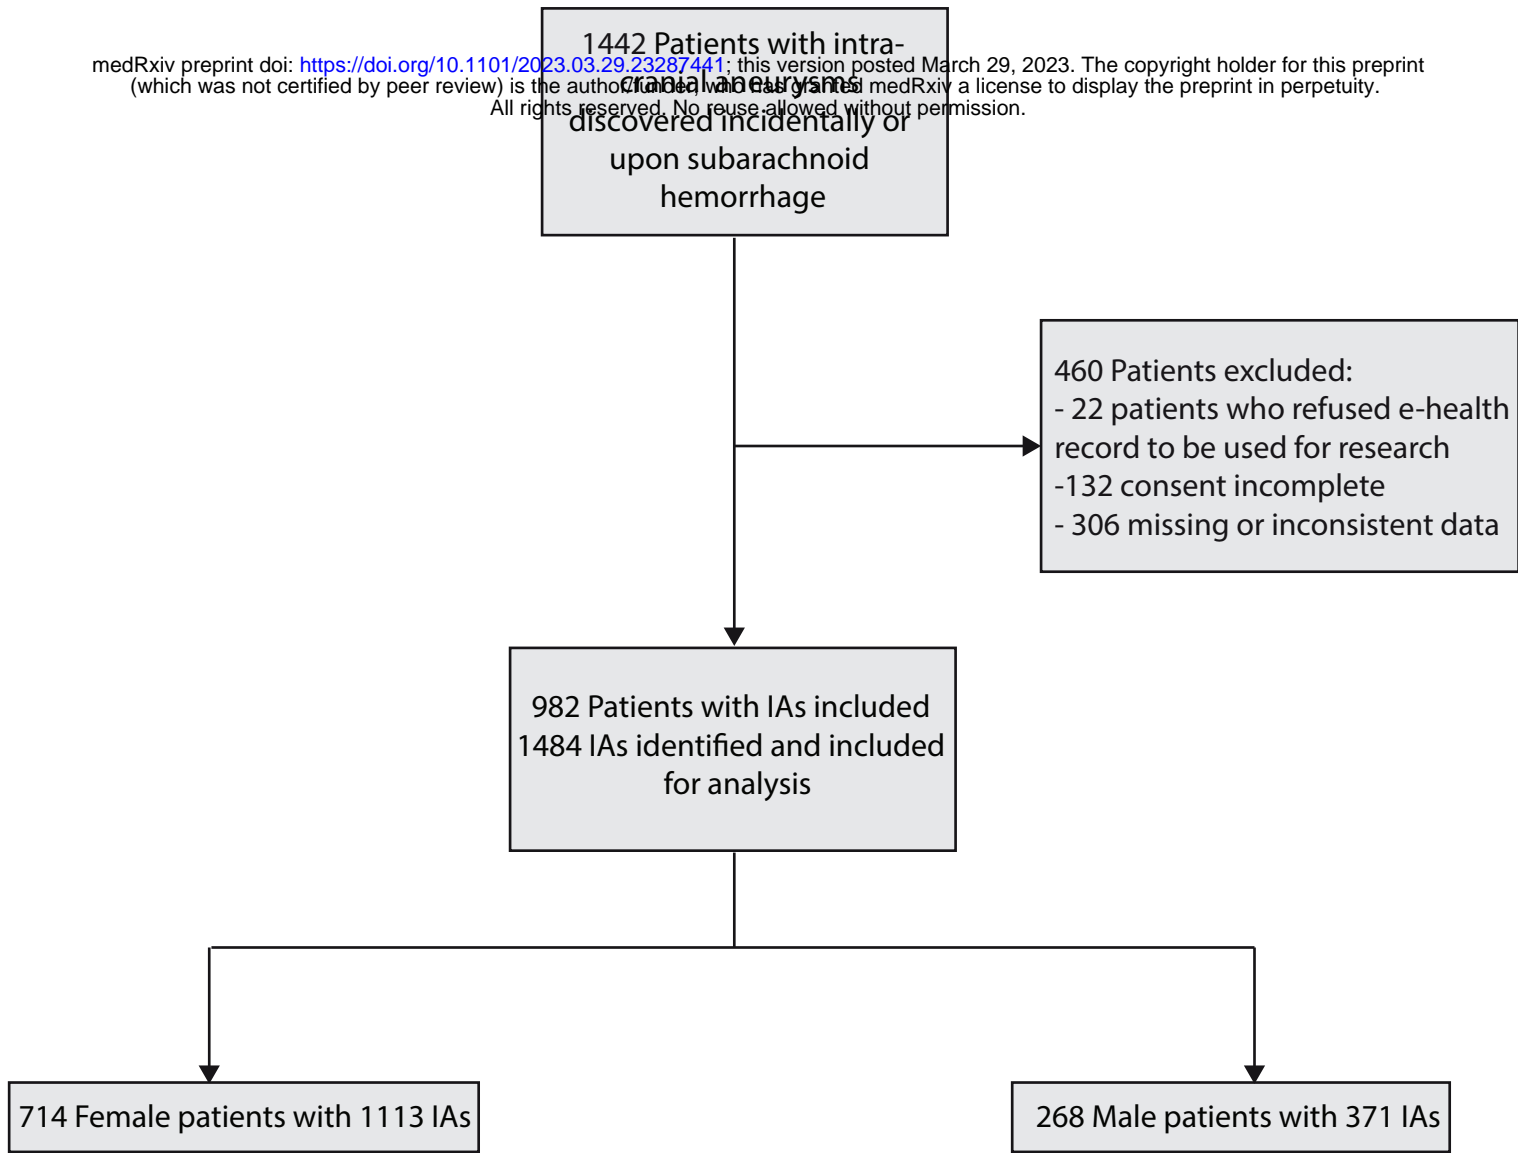 1442 Patients with intra-
medRxiv preprint doi: https://doi.org/10.1101/2023.03.29.23287441; this version posted March 29, 2023. The copyright holder for this preprint
cranial aneurysms
(which was not certified by peer review) is the author/funder, who has granted medRxiv a license to display the preprint in perpetuity.
All rights reserved. No reuse allowed without permission.
discovered incidentally or
upon subarachnoid
hemorrhage
460 Patients excluded:
- 22 patients who refused e-health
record to be used for research
-132 consent incomplete
- 306 missing or inconsistent data
982 Patients with IAs included
1484 IAs identified and included
for analysis
714 Female patients with 1113 IAs
268 Male patients with 371 IAs